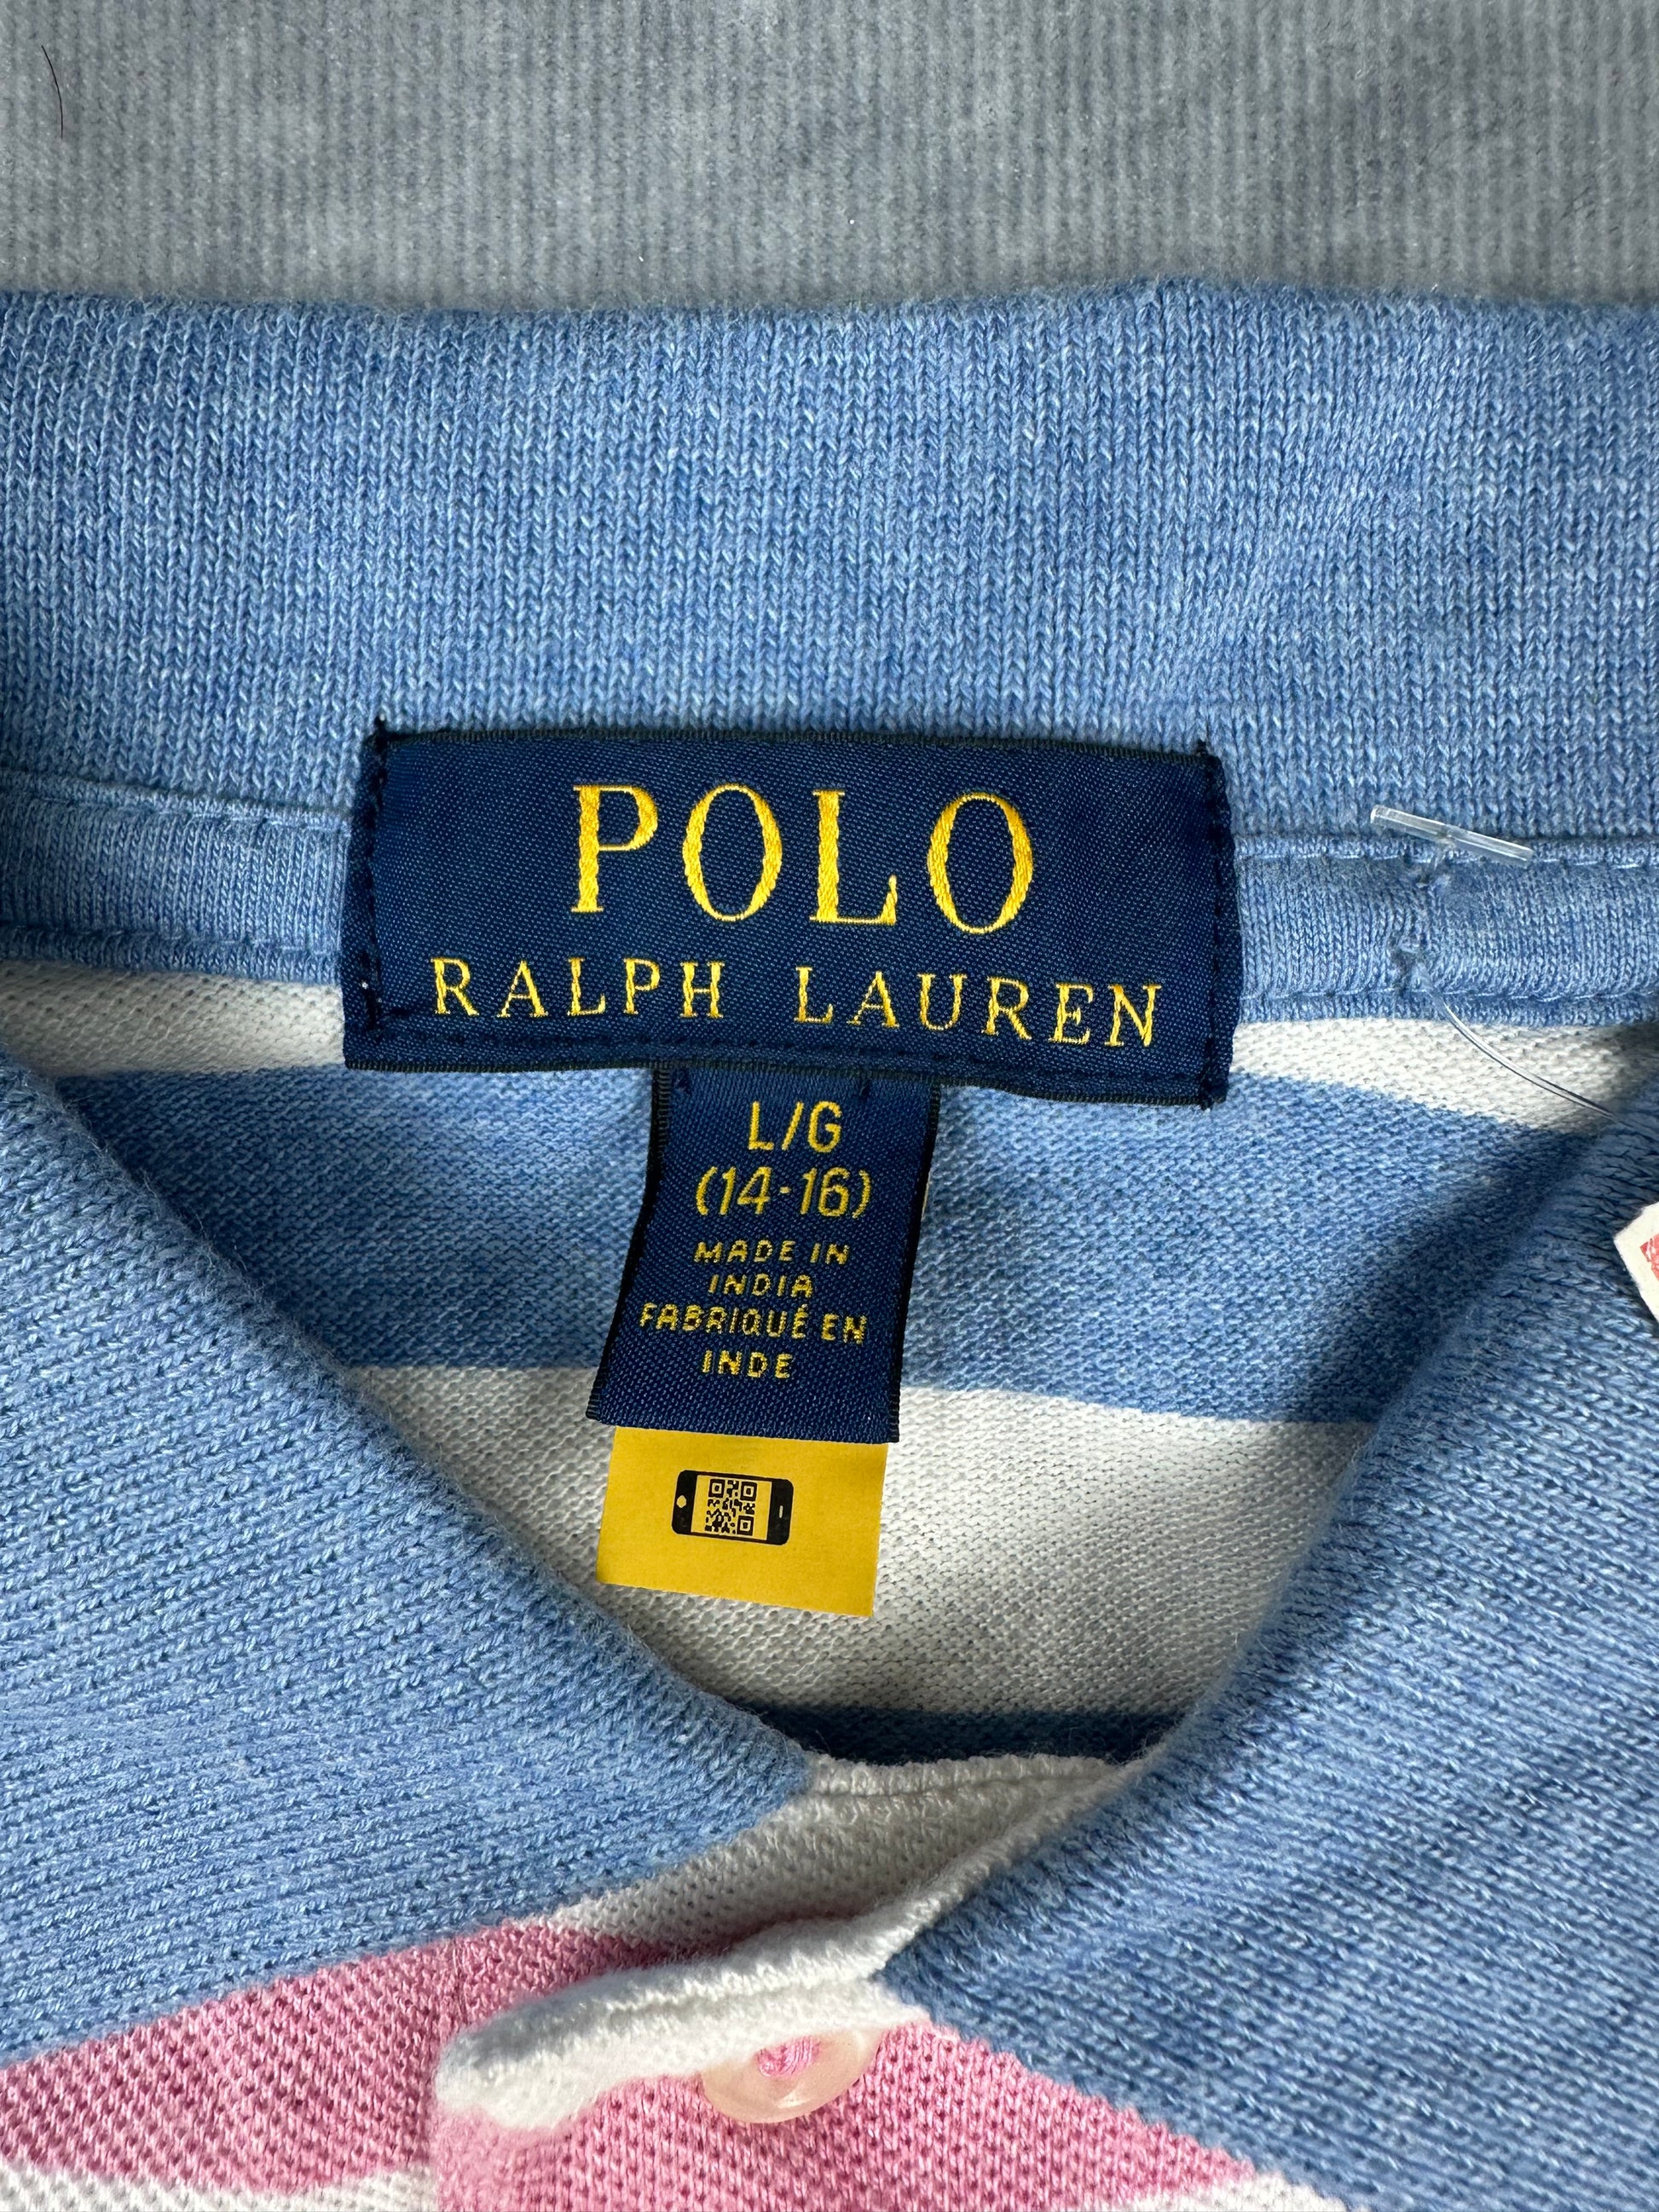 POLO
RALPH LAUREN
L/G
(14-16)
MADE IN
INDIA
FABRIQUÉ EN
INDE